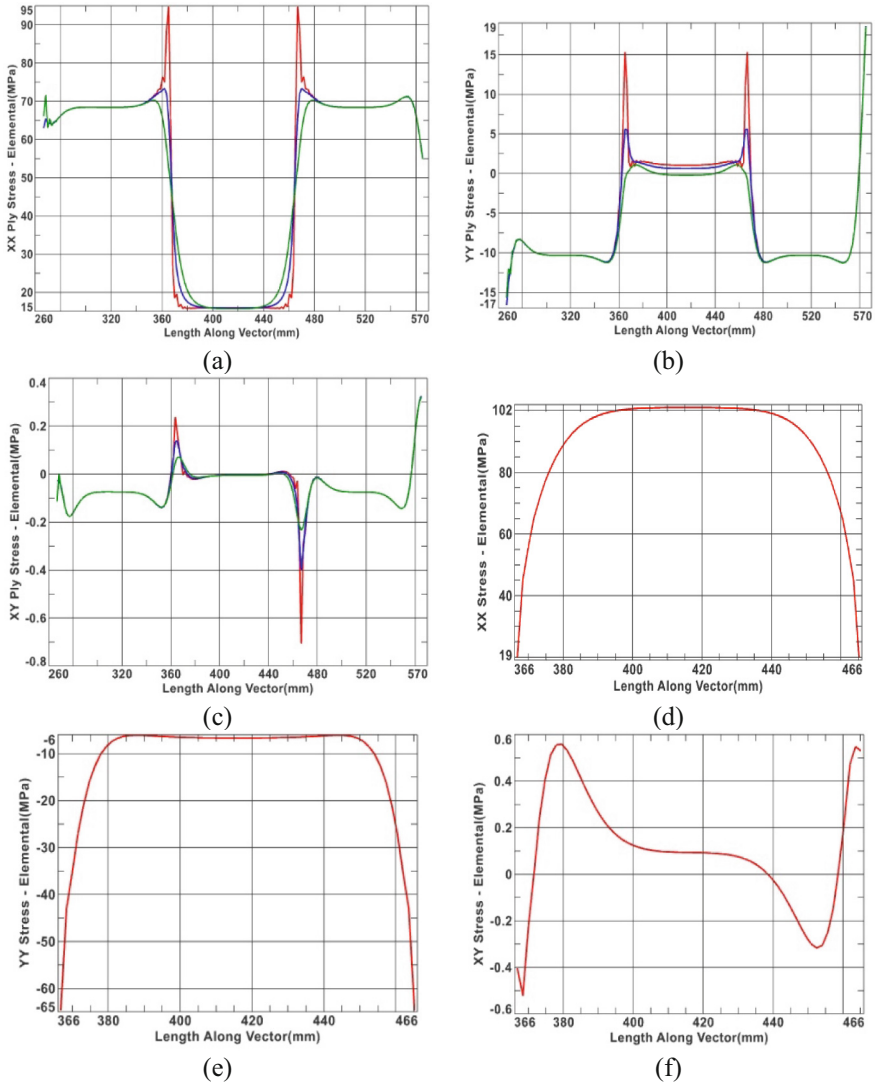 XX Ply Stress - Elemental(MPa)
95
90
80
70
60
50
40
30
20
15
260 300 360 400 480 520 570
Length Along Vector(mm)
(a)
YY Ply Stress - Elemental(MPa)
19
15
10
5
0
-5
-10
-15
-17
260 320 360 400 480 520 570
Length Along Vector(mm)
(b)
XY Ply Stress - Elemental(MPa)
0.4
0.2
0
-0.2
-0.4
-0.6
-0.8
260 320 360 400 480 520
Length Along Vector(mm)
(c)
XX Stress - Elemental(MPa)
102
80
60
40
19
366 380 400 420 440 466
Length Along Vector(mm)
(d)
YY Stress - Elemental(MPa)
-6
-10
-20
-30
-40
-50
-60
-65
366 380 400 420 440 466
Length Along Vector(mm)
(e)
XY Stress - Elemental(MPa)
0.6
0.4
0.2
0
-0.2
-0.4
-0.6
366 380 400 420 440 466
Length Along Vector(mm)
(f)